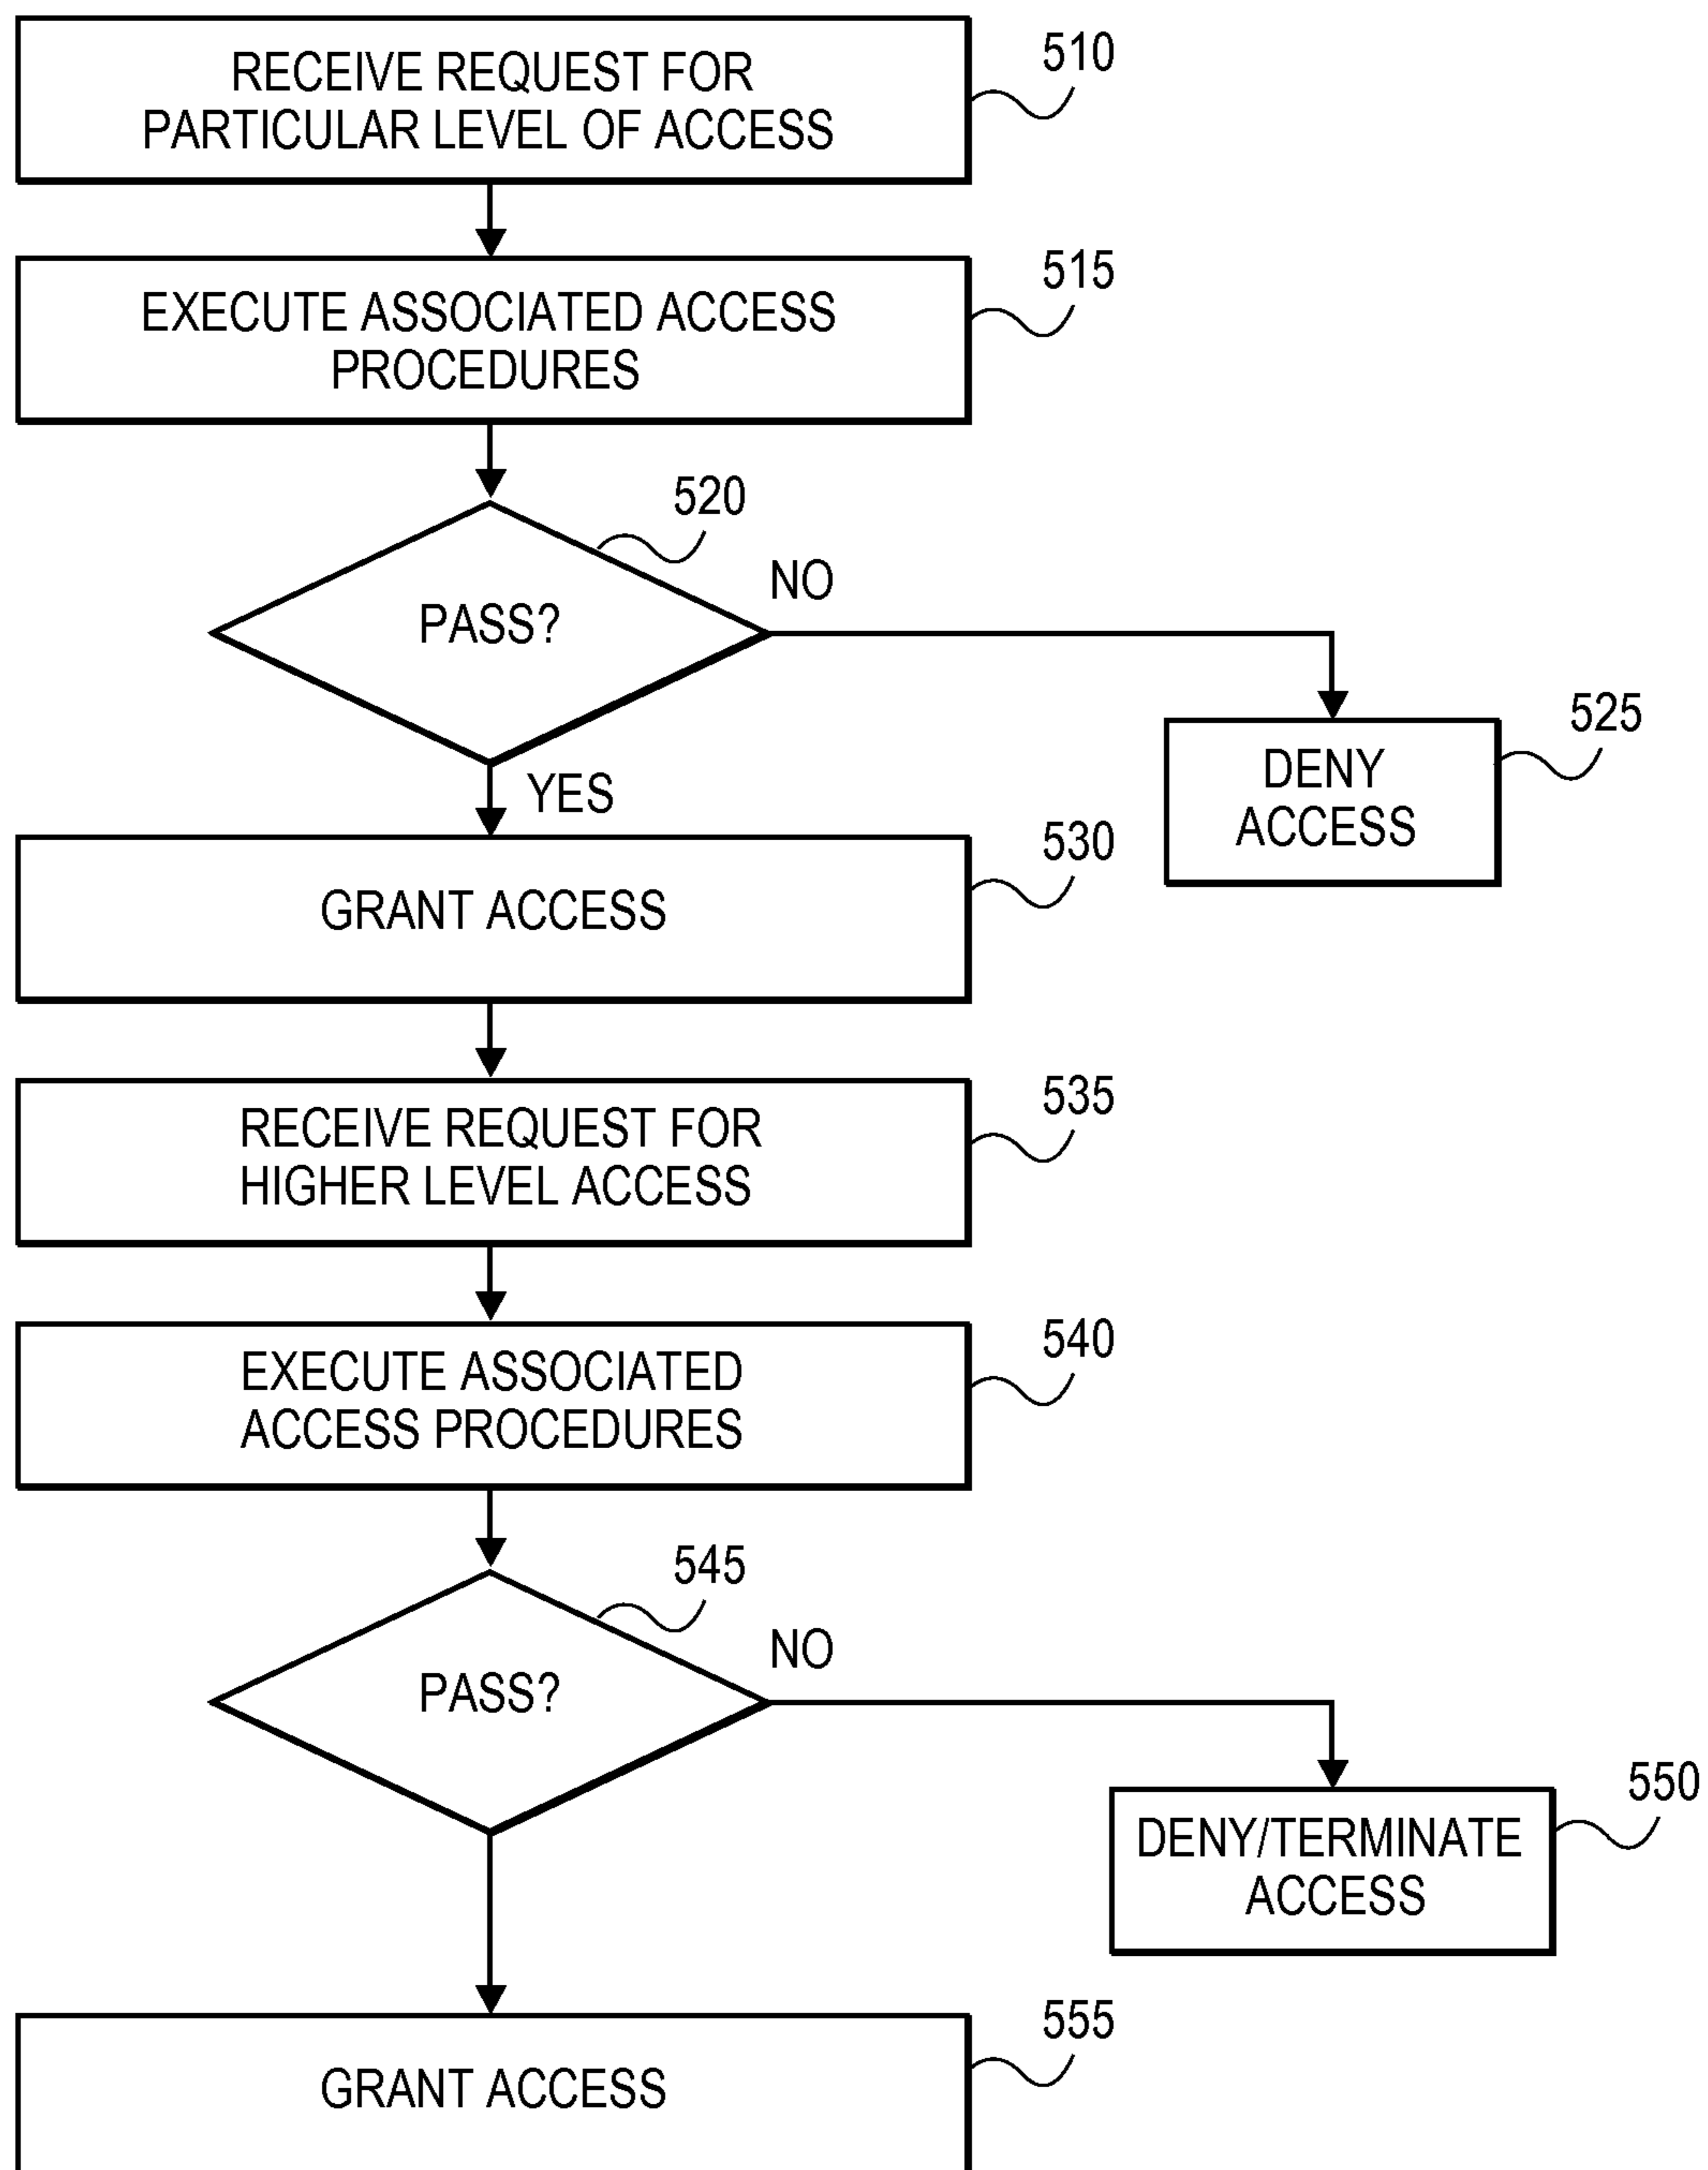 RECEIVE REQUEST FOR
PARTICULAR LEVEL OF ACCESS
510
EXECUTE ASSOCIATED ACCESS
PROCEDURES
515
520
PASS?
NO
YES
525
DENY
ACCESS
530
GRANT ACCESS
535
RECEIVE REQUEST FOR
HIGHER LEVEL ACCESS
540
EXECUTE ASSOCIATED
ACCESS PROCEDURES
545
PASS?
NO
550
DENY/TERMINATE
ACCESS
555
GRANT ACCESS